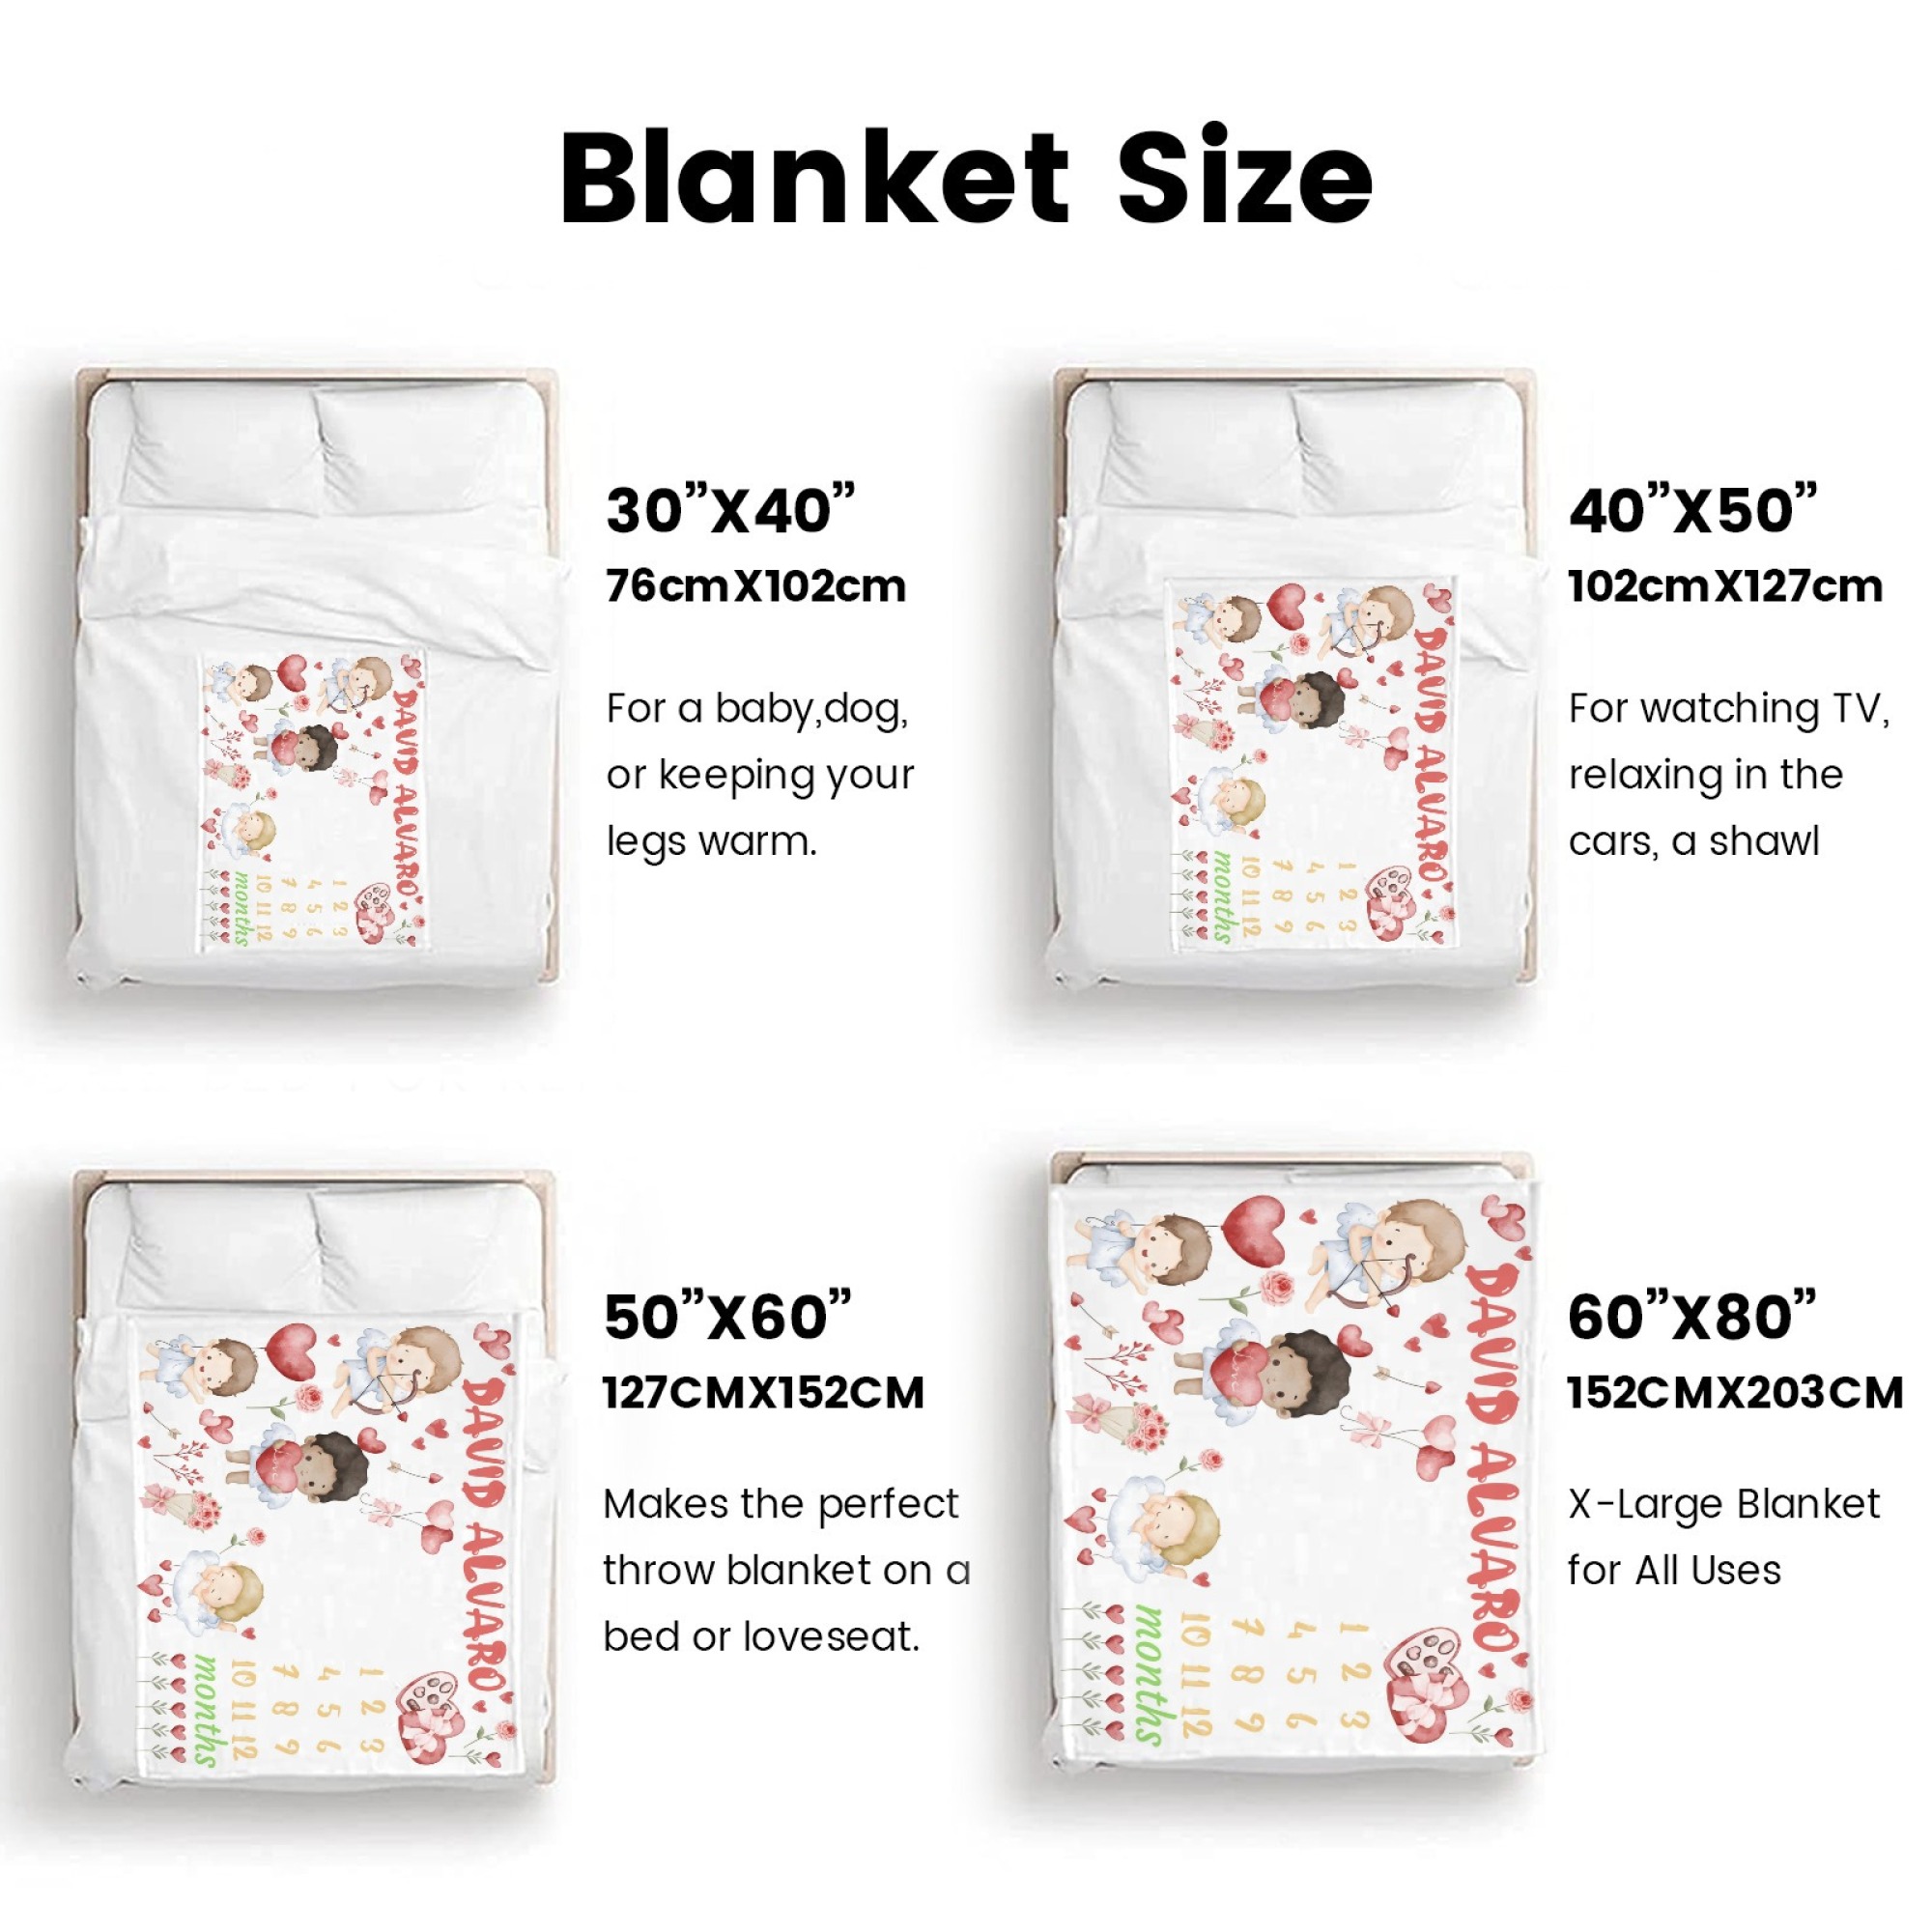 Blanket Size
30”X40”
76cmX102cm
For a baby,dog,
or keeping your
legs warm.
DAVID ALVARO
1 2 3
4 5 6
7 8 9
10 11 12
months
40”X50”
102cmX127cm
For watching TV,
relaxing in the
cars, a shawl
DAVID ALVARO
1 2 3
4 5 6
7 8 9
10 11 12
months
50”X60”
127CMX152CM
Makes the perfect
throw blanket on a
bed or loveseat.
DAVID ALVARO
1 2 3
4 5 6
7 8 9
10 11 12
months
60”X80”
152CMX203CM
X-Large Blanket
for All Uses
DAVID ALVARO
1 2 3
4 5 6
7 8 9
10 11 12
months